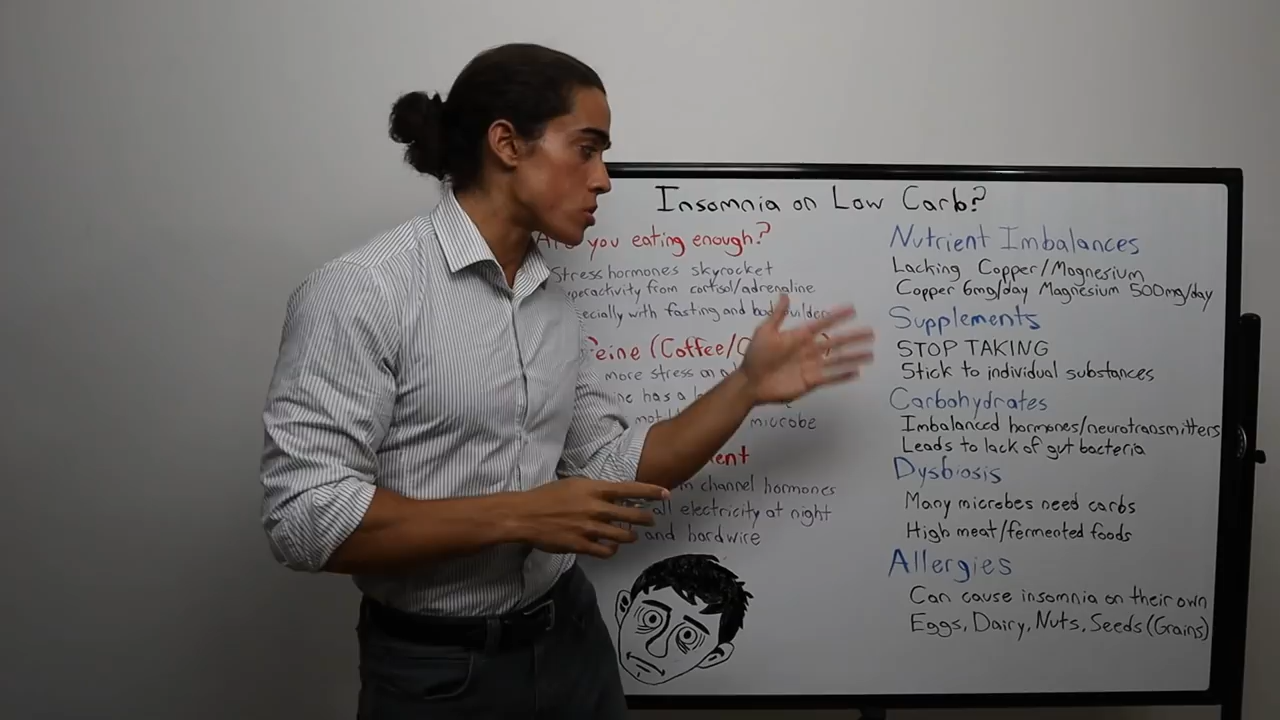 Insomnia on Low Carb?
Are you eating enough?
Stress hormones skyrocket
from cortisol/adrenaline
with fasting and bodybuilders
(Coffee/
more stress on
has a
not microbe
channel hormones
all electricity at night
and hardwire
Nutrient Imbalances
Lacking Copper/Magnesium
Copper 6mg/day Magnesium 500mg/day
Supplements
STOP TAKING
Stick to individual substances
Carbohydrates
Imbalanced hormones/neurotransmitters
Leads to lack of gut bacteria
Dysbiosis
Many microbes need carbs
High meat/fermented foods
Allergies
Can cause insomnia on their own
Eggs, Dairy, Nuts, Seeds (Grains)